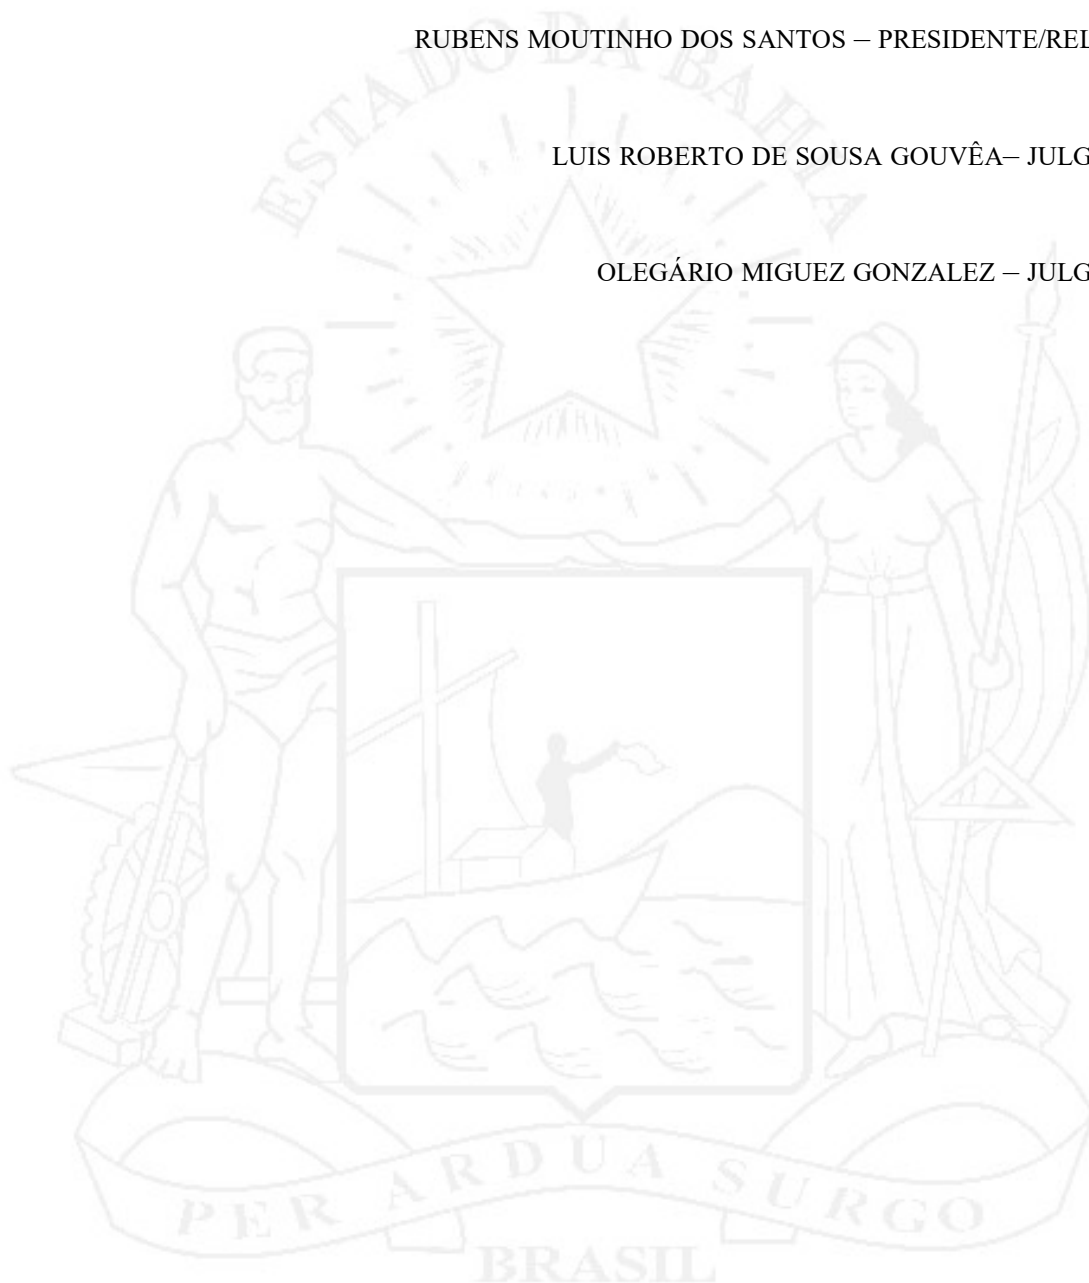 RUBENS MOUTINHO DOS SANTOS – PRESIDENTE/REL
LUIS ROBERTO DE SOUSA GOUVÊA– JULG
OLEGÁRIO MIGUEZ GONZALEZ – JULG
ESTADO DA BAHIA
PER ARDUA SURGO
BRASIL